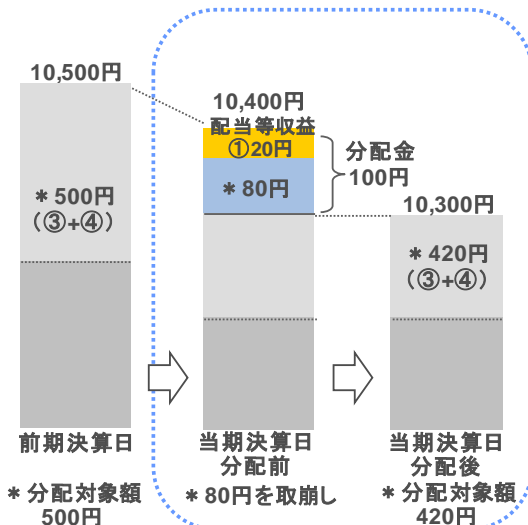 10,500円
＊500円
（③+④）
前期決算日
＊分配対象額
500円
10,400円
配当等収益
①20円
＊80円
分配金
100円
当期決算日
分配前
＊80円を取崩し
10,300円
＊420円
（③+④）
当期決算日
分配後
＊分配対象額
420円